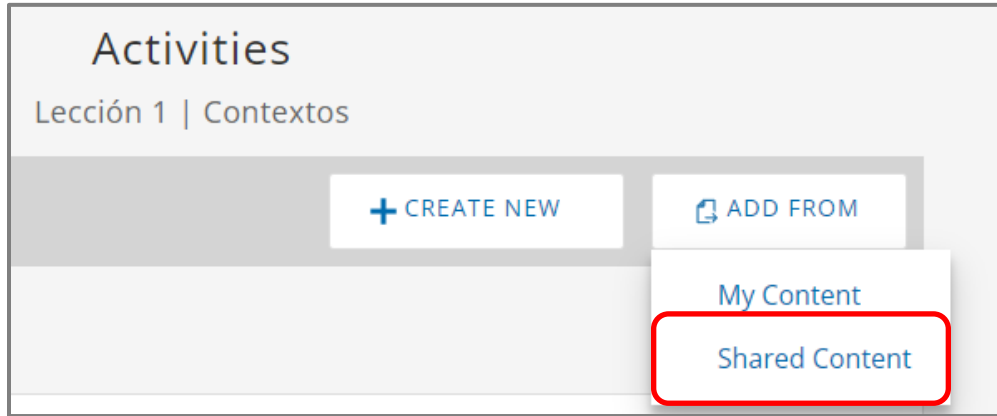 Activities
Lección 1 | Contextos
CREATE NEW
ADD FROM
My Content
Shared Content